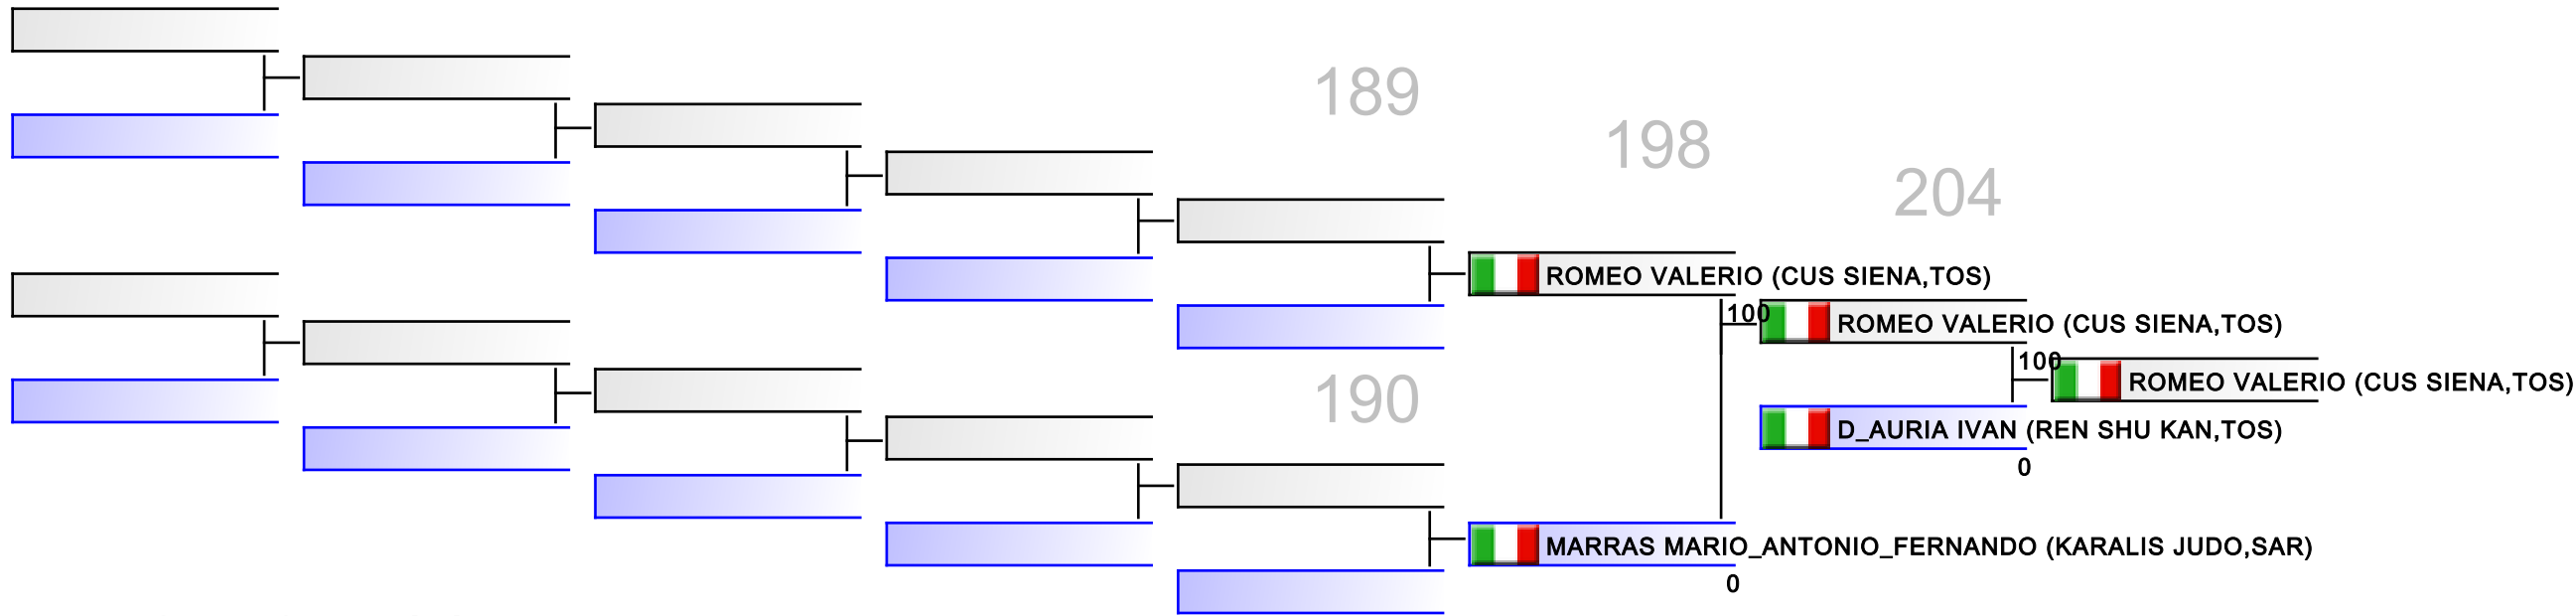 189
198
204
ROMEO VALERIO (CUS SIENA,TOS)
100
ROMEO VALERIO (CUS SIENA,TOS)
100
ROMEO VALERIO (CUS SIENA,TOS)
190
D_AURIA IVAN (REN SHU KAN,TOS)
0
MARRAS MARIO_ANTONIO_FERNANDO (KARALIS JUDO,SAR)
0